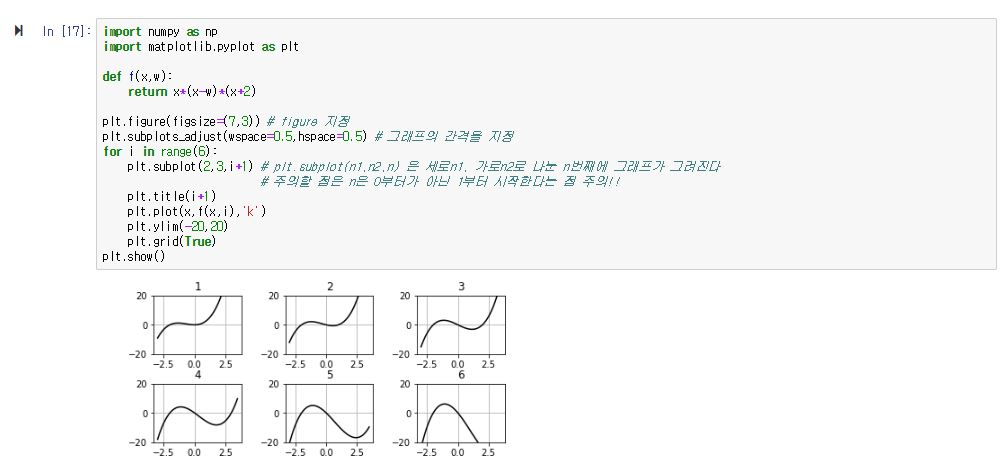 In [17]:
import numpy as np
import matplotlib.pyplot as plt
def f(x,w):
return x*(x-w)*(x+2)
plt.figure(figsize=(7,3)) # figure 지정
plt.subplots_adjust(wspace=0.5,hspace=0.5) # 그래프의 간격을 지정
for i in range(6):
plt.subplot(2,3,i+1) # plt.subplot(n1,n2,n) 은 세로n1, 가로n2로 나눈 n번째에 그래프가 그려진다
# 주의할 점은 n은 0부터가 아닌 1부터 시작한다는 점 주의!!
plt.title(i+1)
plt.plot(x,f(x,i),'k')
plt.ylim(-20,20)
plt.grid(True)
plt.show()
1 2 3
20 20 20
0 0 0
−20 −20 −20
−2.5 0.0 2.5 −2.5 0.0 2.5 −2.5 0.0 2.5
4 5 6
20 20 20
0 0 0
−20 −20 −20
−2.5 0.0 2.5 −2.5 0.0 2.5 −2.5 0.0 2.5